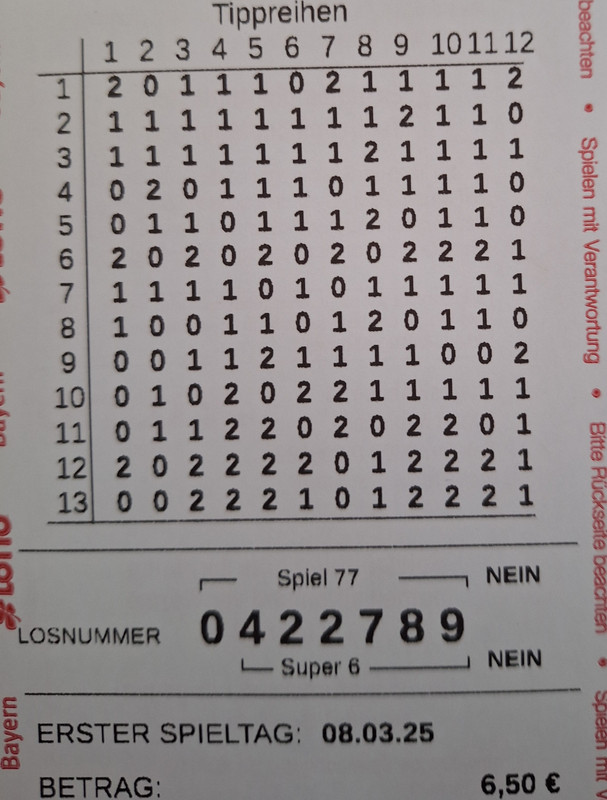 Tippreihen
1 2 3 4 5 6 7 8 9 10 11 12
1 2 0 1 1 1 0 2 1 1 1 1 2
2 1 1 1 1 1 1 1 1 2 1 1 0
3 1 1 1 1 1 1 1 2 1 1 1 1
4 0 2 0 1 1 1 0 1 1 1 1 0
5 0 1 1 0 1 1 1 2 0 1 1 0
6 2 0 2 0 2 0 2 0 2 2 2 1
7 1 1 1 1 0 1 0 1 1 1 1 1
8 1 0 0 1 1 0 1 2 0 1 1 0
9 0 0 1 1 2 1 1 1 1 0 0 2
10 0 1 0 2 0 2 2 1 1 1 1 1
11 0 1 1 2 2 0 2 0 2 2 0 1
12 2 0 2 2 2 2 0 1 2 2 2 1
13 0 0 2 2 2 1 0 1 2 2 2 1
Spiel 77 NEIN
LOSNUMMER 0422789
Super 6 NEIN
ERSTER SPIELTAG: 08.03.25
BETRAG: 6,50 €
beachten • Spielen mit Verantwortung • Bitte Rückseite beachten • Spielen mit
Bayern